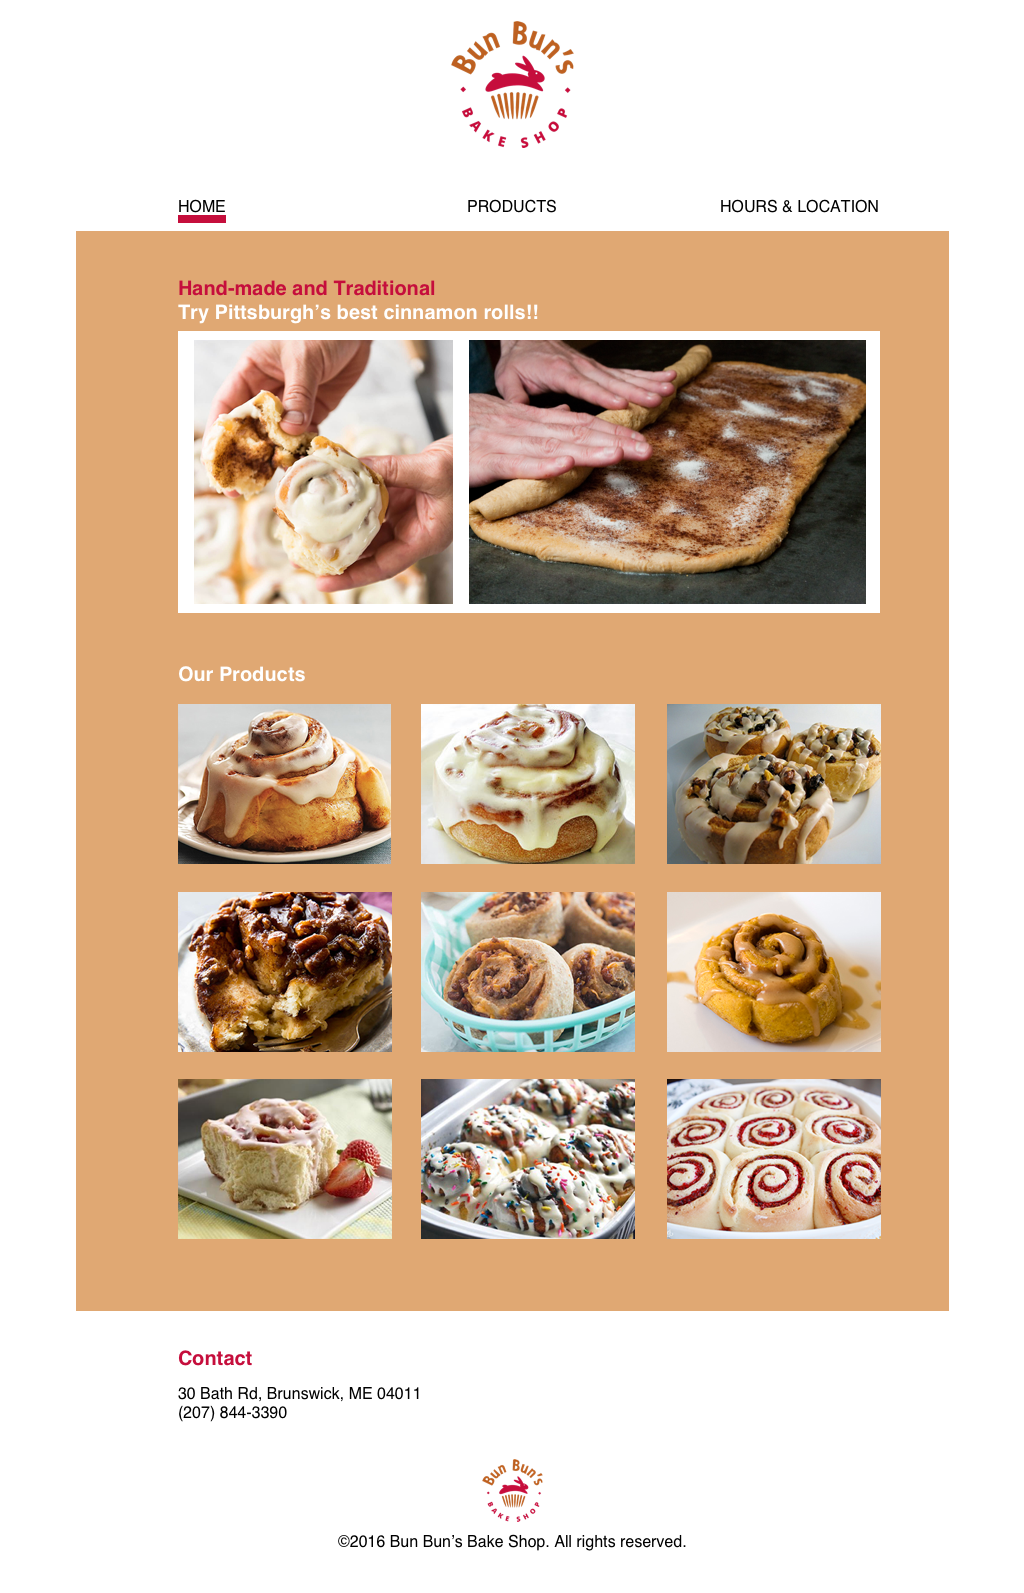 Bun Bun's
BAKE SHOP
HOME
PRODUCTS
HOURS & LOCATION
Hand-made and Traditional
Try Pittsburgh’s best cinnamon rolls!!
Our Products
Contact
30 Bath Rd, Brunswick, ME 04011
(207) 844-3390
Bun Bun's
BAKE SHOP
©2016 Bun Bun’s Bake Shop. All rights reserved.